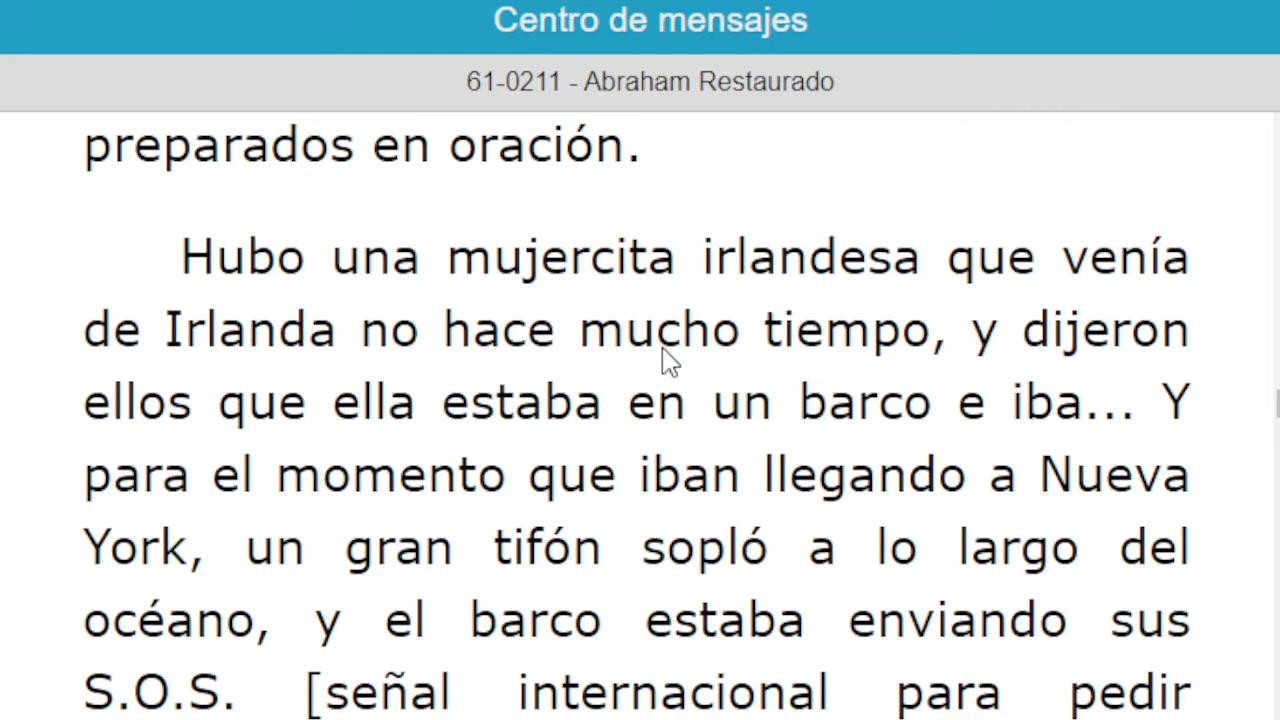 Centro de mensajes
61-0211 - Abraham Restaurado
preparados en oración.
Hubo una mujercita irlandesa que venía
de Irlanda no hace mucho tiempo, y dijeron
ellos que ella estaba en un barco e iba... Y
para el momento que iban llegando a Nueva
York, un gran tifón sopló a lo largo del
océano, y el barco estaba enviando sus
S.O.S. [señal internacional para pedir